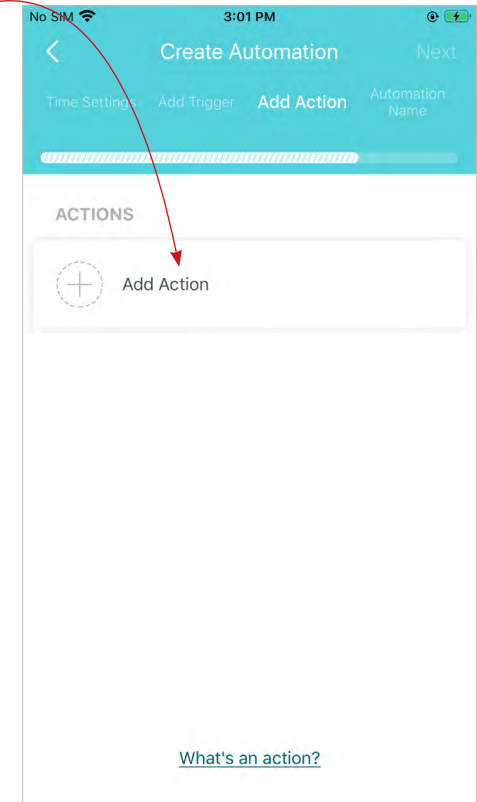 No SIM 3:01 PM
Create Automation Next
Time Settings Add Trigger Add Action Automation Name
ACTIONS
Add Action
What's an action?